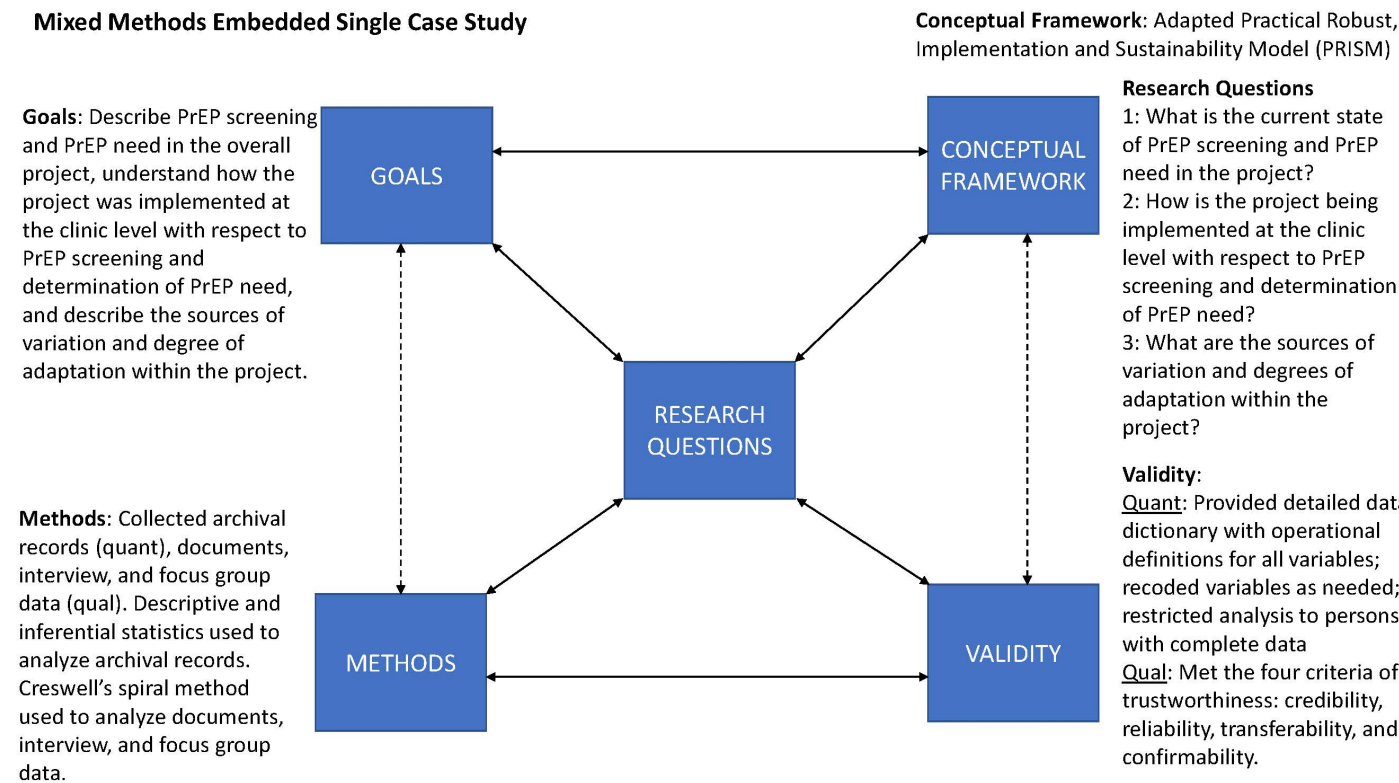 Mixed Methods Embedded Single Case Study
Conceptual Framework: Adapted Practical Robust,
Implementation and Sustainability Model (PRISM)
Goals: Describe PrEP screening
and PrEP need in the overall
project, understand how the
project was implemented at
the clinic level with respect to
PrEP screening and
determination of PrEP need,
and describe the sources of
variation and degree of
adaptation within the project.
GOALS
CONCEPTUAL
FRAMEWORK
Research Questions
1: What is the current state
of PrEP screening and PrEP
need in the project?
2: How is the project being
implemented at the clinic
level with respect to PrEP
screening and determination
of PrEP need?
3: What are the sources of
variation and degrees of
adaptation within the
project?
RESEARCH
QUESTIONS
Methods: Collected archival
records (quant), documents,
interview, and focus group
data (qual). Descriptive and
inferential statistics used to
analyze archival records.
Creswell's spiral method
used to analyze documents,
interview, and focus group
data.
METHODS
VALIDITY
Validity:
Quant: Provided detailed data
dictionary with operational
definitions for all variables;
recoded variables as needed;
restricted analysis to persons
with complete data
Qual: Met the four criteria of
trustworthiness: credibility,
reliability, transferability, and
confirmability.